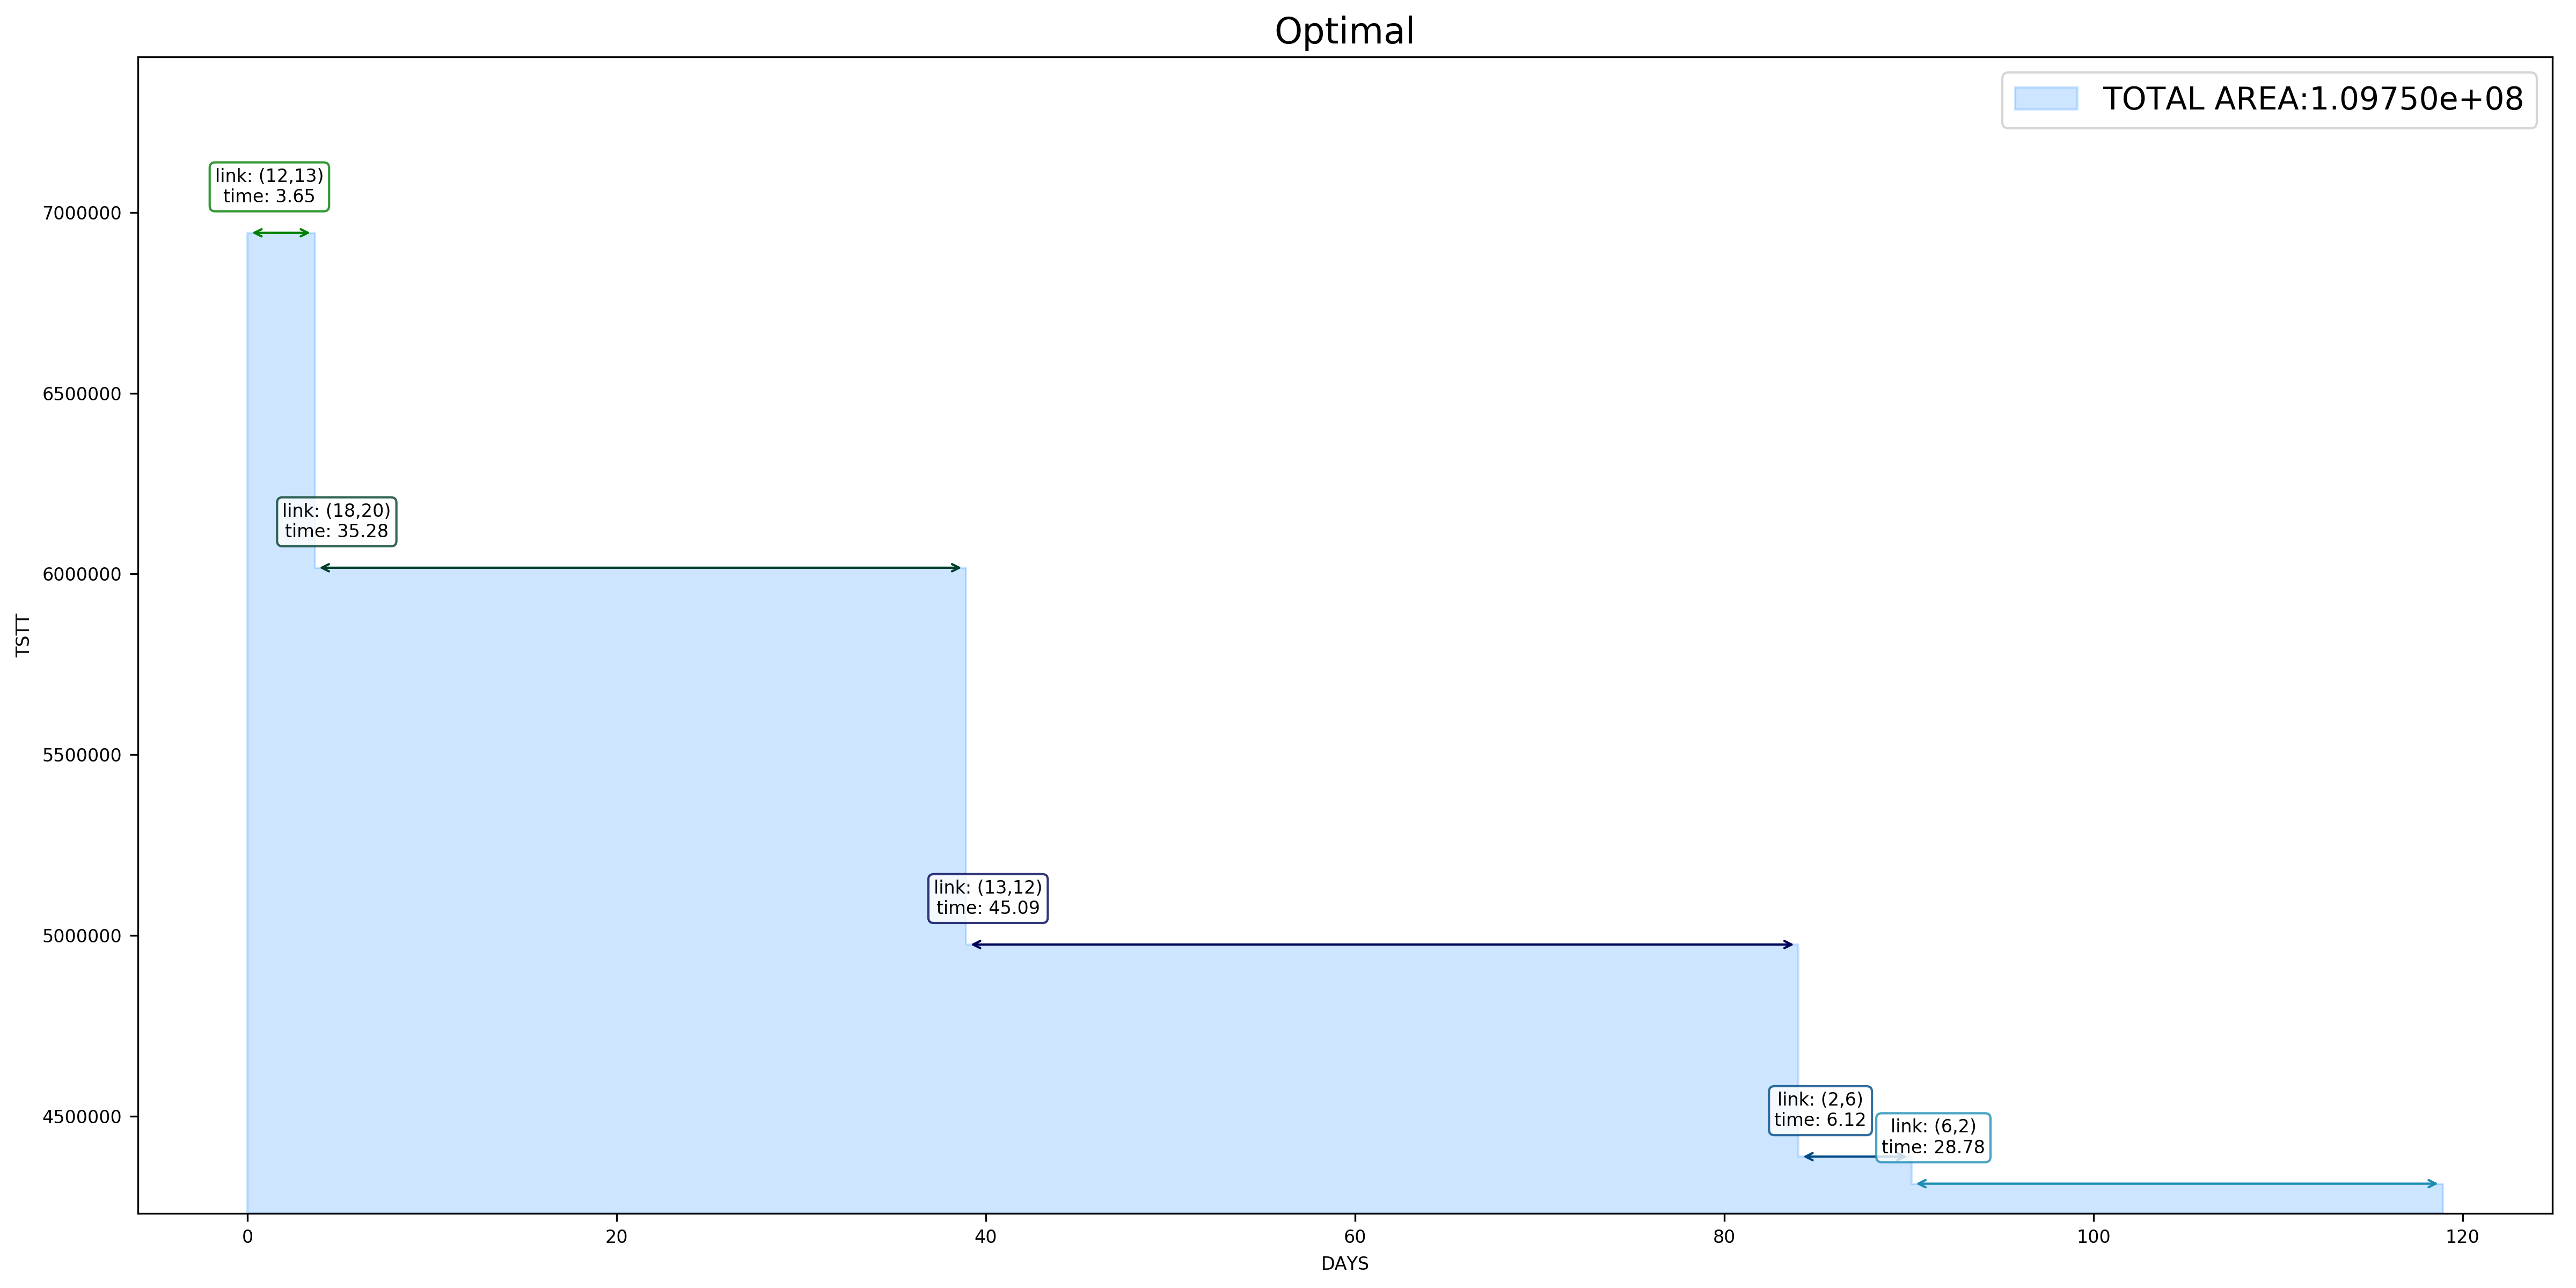 Optimal
TOTAL AREA:1.09750e+08
link: (12,13)
time: 3.65
link: (18,20)
time: 35.28
link: (13,12)
time: 45.09
link: (2,6)
time: 6.12
link: (6,2)
time: 28.78
TSTT
7000000
6500000
6000000
5500000
5000000
4500000
0 20 40 60 80 100 120
DAYS